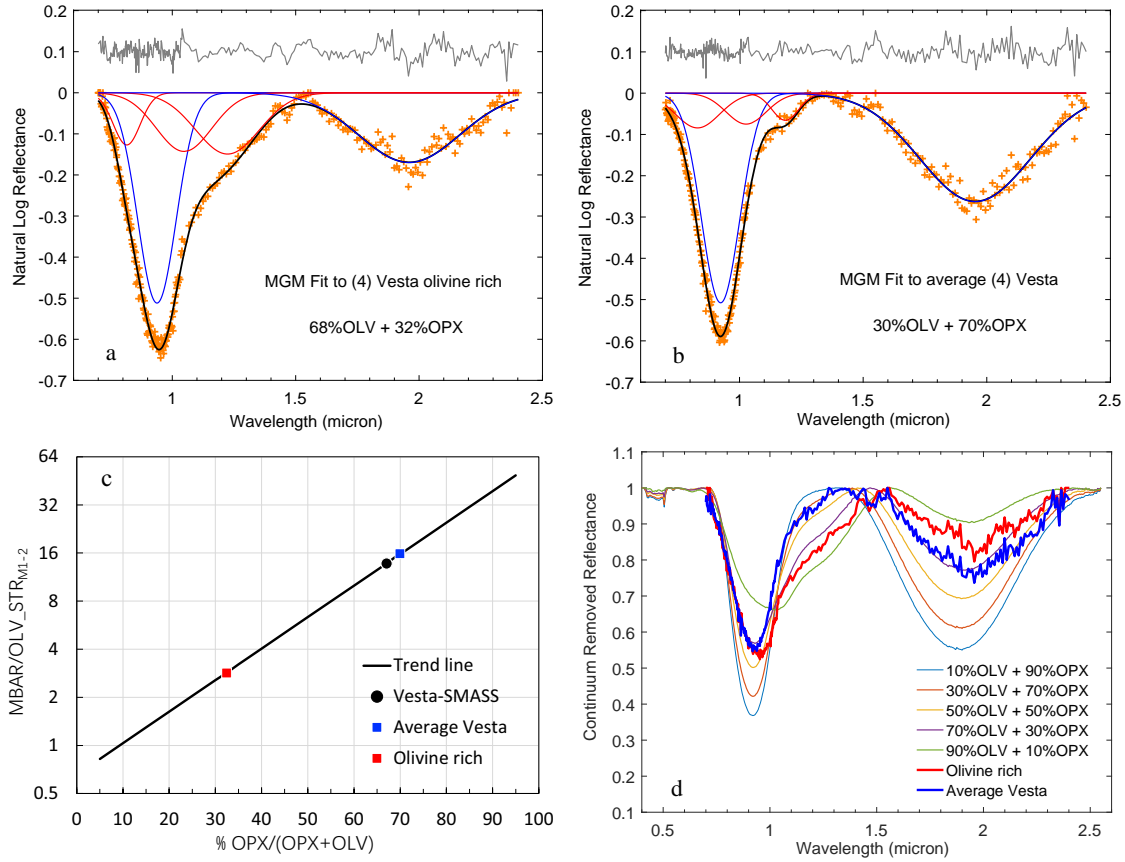 0.1
0
-0.1
-0.2
-0.3
-0.4
-0.5
-0.6
-0.7
Natural Log Reflectance
MGM Fit to (4) Vesta olivine rich
68%OLV + 32%OPX
a
1
1.5
2
2.5
Wavelength (micron)
0.1
0
-0.1
-0.2
-0.3
-0.4
-0.5
-0.6
-0.7
Natural Log Reflectance
MGM Fit to average (4) Vesta
30%OLV + 70%OPX
b
1
1.5
2
2.5
Wavelength (micron)
64
32
16
8
4
2
1
0.5
MBAR/OLV_STR_M1-2
c
Trend line
Vesta-SMASS
Average Vesta
Olivine rich
0 10 20 30 40 50 60 70 80 90 100
% OPX/(OPX+OLV)
1.1
1
0.9
0.8
0.7
0.6
0.5
0.4
0.3
0.2
0.1
Continuum Removed Reflectance
10%OLV + 90%OPX
30%OLV + 70%OPX
50%OLV + 50%OPX
70%OLV + 30%OPX
90%OLV + 10%OPX
Olivine rich
Average Vesta
d
0.5 1 1.5 2 2.5
Wavelength (micron)